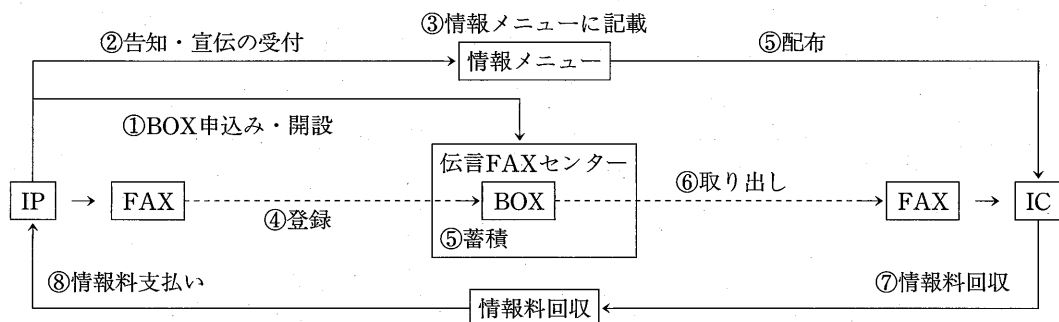 ③情報メニューに記載
②告知・宣伝の受付
⑤配布
情報メニュー
①BOX申込み・開設
伝言FAXセンター
⑥取り出し
IP
FAX
BOX
FAX
IC
④登録
⑤蓄積
⑧情報料支払い
⑦情報料回収
情報料回収